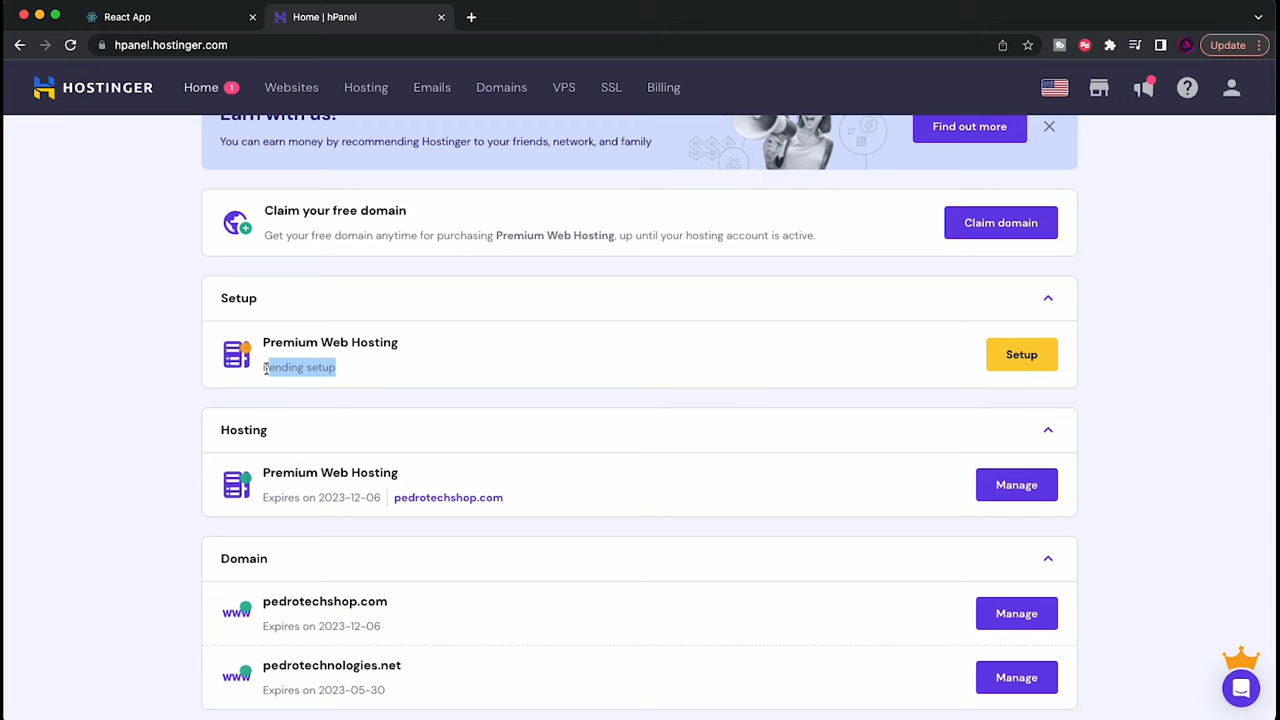 React App
Home | hPanel
hpanel.hostinger.com
Update
HOSTINGER
Home 1
Websites
Hosting
Emails
Domains
VPS
SSL
Billing
Earn with us!
You can earn money by recommending Hostinger to your friends, network, and family
$$$
Find out more
Claim your free domain
Get your free domain anytime for purchasing Premium Web Hosting, up until your hosting account is active.
Claim domain
Setup
Premium Web Hosting
Pending setup
Setup
Hosting
Premium Web Hosting
Expires on 2023-12-06
pedrotechshop.com
Manage
Domain
www
pedrotechshop.com
Expires on 2023-12-06
Manage
www
pedrotechnologies.net
Expires on 2023-05-30
Manage